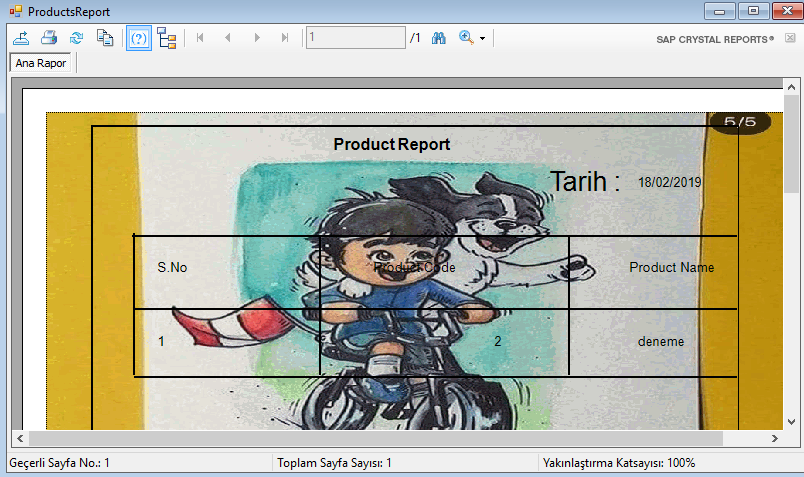 ProductsReport
1 /1 SAP CRYSTAL REPORTS®
Ana Rapor
5/5
Product Report
Tarih : 18/02/2019
S.No Product Code Product Name
1 2 deneme
Geçerli Sayfa No.: 1 Toplam Sayfa Sayısı: 1 Yakınlaştırma Katsayısı: 100%